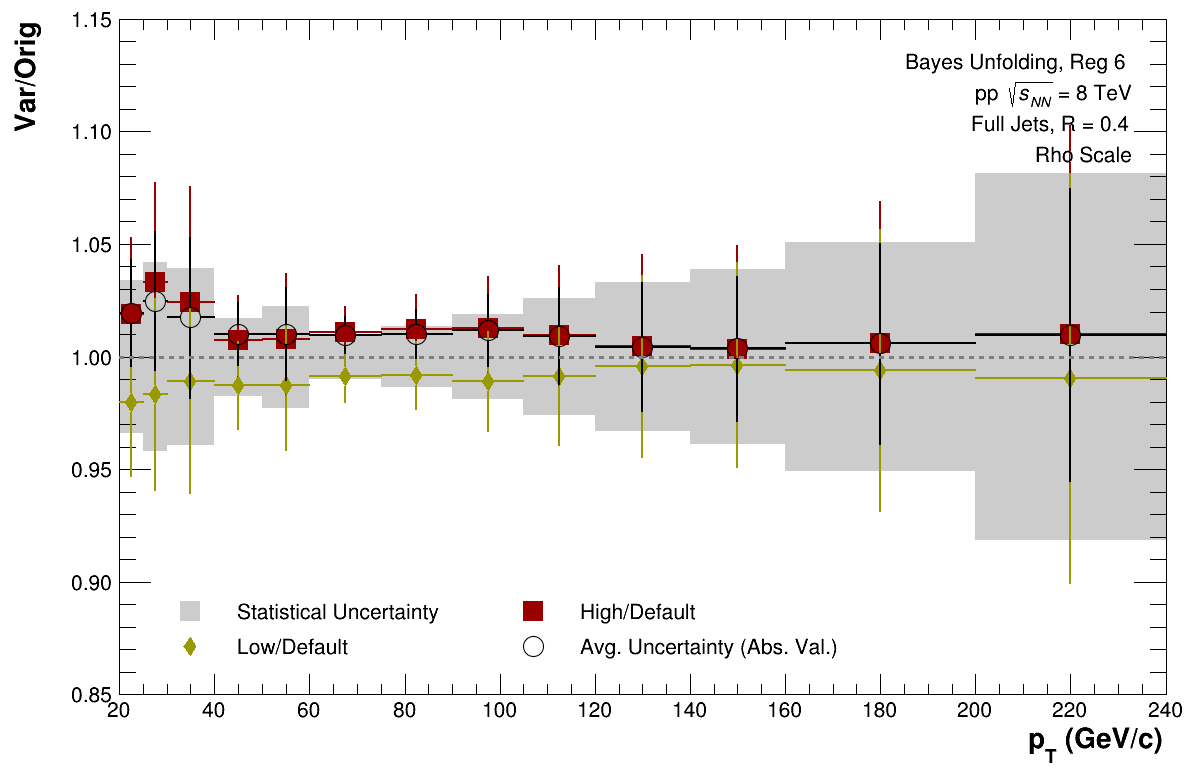 Var/Orig
1.15
1.10
1.05
1.00
0.95
0.90
0.85
Bayes Unfolding, Reg 6
pp √s_NN = 8 TeV
Full Jets, R = 0.4
Rho Scale
Statistical Uncertainty
High/Default
Low/Default
Avg. Uncertainty (Abs. Val.)
20 40 60 80 100 120 140 160 180 200 220 240
p_T (GeV/c)